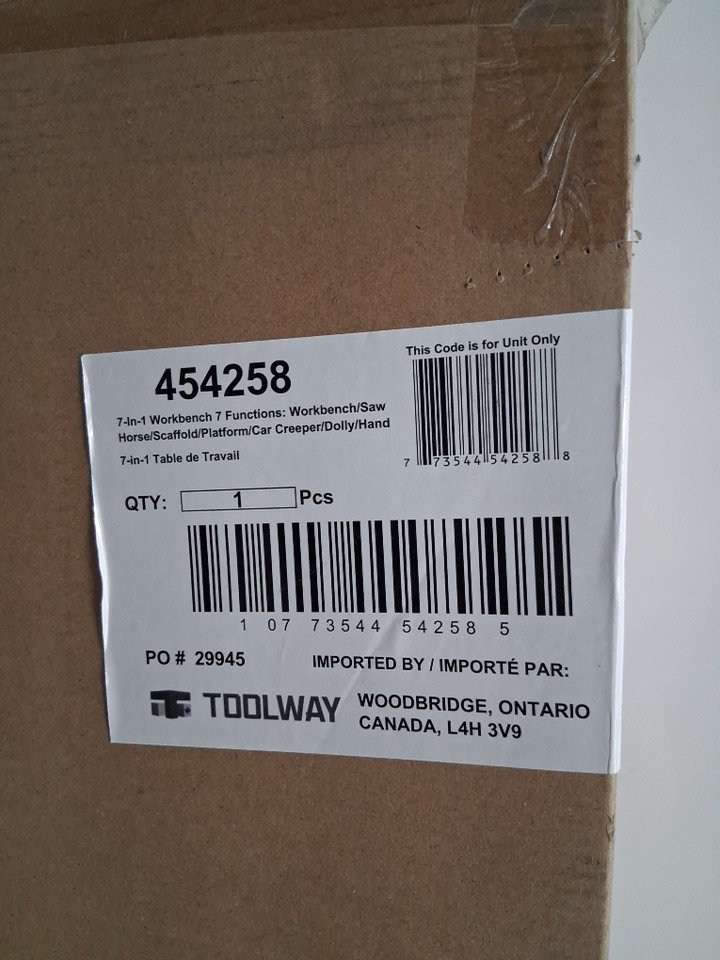 454258
This Code is for Unit Only
7-In-1 Workbench 7 Functions: Workbench/Saw
Horse/Scaffold/Platform/Car Creeper/Dolly/Hand
7-in-1 Table de Travail
7 73544 54258 8
QTY: 1 Pcs
1 07 73544 54258 5
PO # 29945
IMPORTED BY / IMPORTÉ PAR:
TOOLWAY
WOODBRIDGE, ONTARIO
CANADA, L4H 3V9